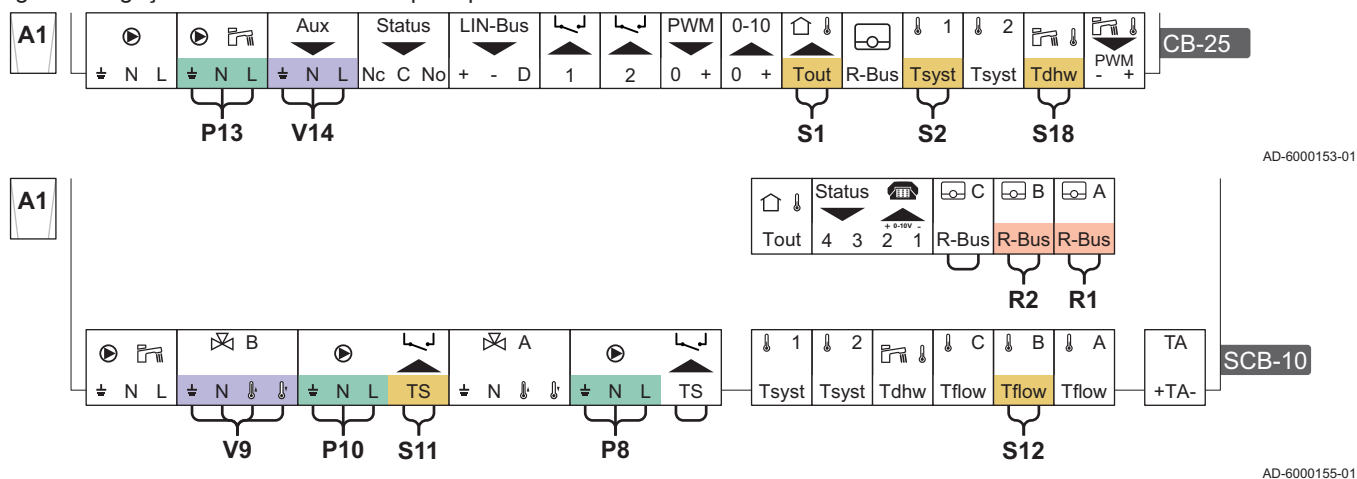 A1
Aux Status LIN-Bus PWM 0-10 1 2
CB-25
N L N L N L Nc C No + - D 1 2 0 + 0 + Tout R-Bus Tsyst Tsyst Tdhw PWM - +
P13 V14 S1 S2 S18
AD-6000153-01
A1
Status C B A
+ 0-10V -
Tout 4 3 2 1 R-Bus R-Bus R-Bus
R2 R1
B A 1 2 C B A TA
SCB-10
N L N N L TS N N L TS Tsyst Tsyst Tdhw Tflow Tflow Tflow +TA-
V9 P10 S11 P8 S12
AD-6000155-01